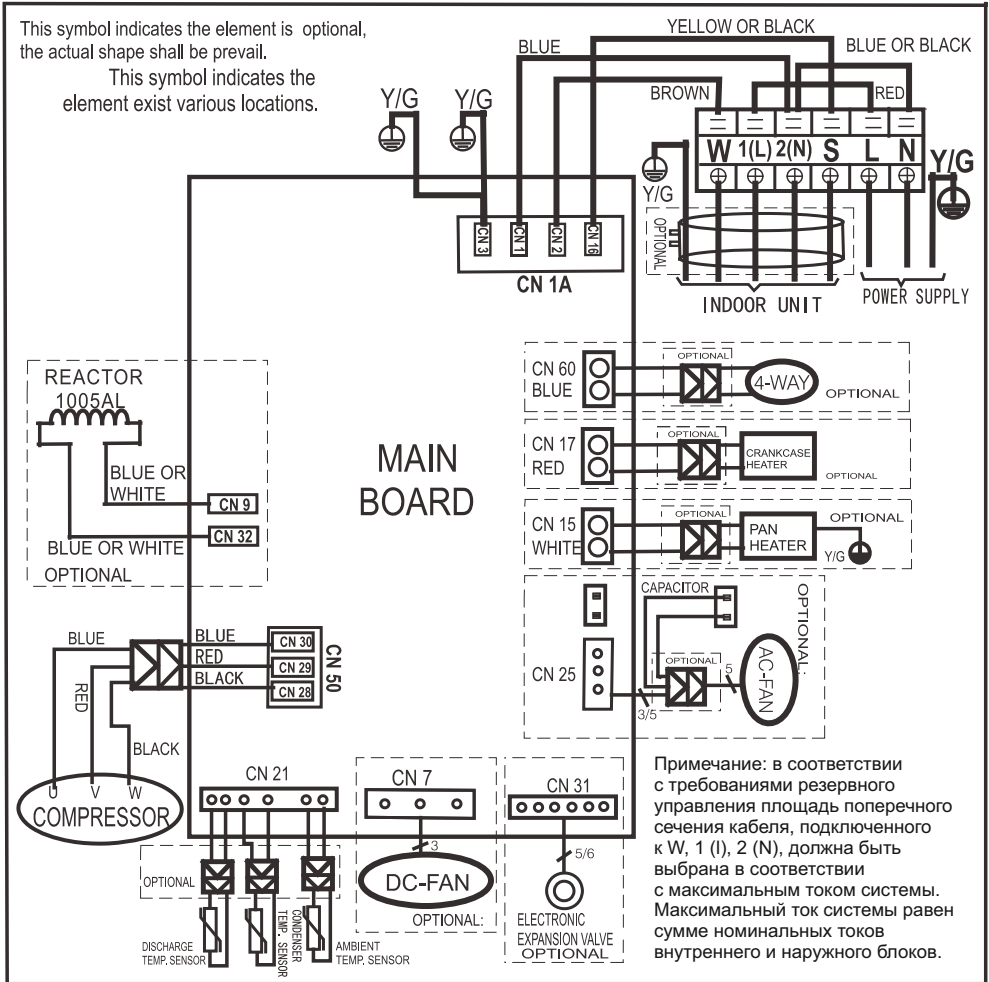 This symbol indicates the element is optional,
the actual shape shall be prevail.
This symbol indicates the
element exist various locations.
YELLOW OR BLACK
BLUE
BLUE OR BLACK
BROWN
RED
Y/G
Y/G
W 1(L) 2(N) S L N
Y/G
Y/G
OPTIONAL
INDOOR UNIT
POWER SUPPLY
CN 3
CN 1
CN 2
CN 16
CN 1A
REACTOR
1005AL
BLUE OR
WHITE
CN 9
BLUE OR WHITE
CN 32
OPTIONAL
MAIN
BOARD
CN 60
BLUE
OPTIONAL
4-WAY
OPTIONAL
CN 17
RED
OPTIONAL
CRANKCASE
HEATER
OPTIONAL
CN 15
WHITE
OPTIONAL
PAN
HEATER
OPTIONAL
Y/G
CAPACITOR
OPTIONAL:
CN 25
OPTIONAL
3/5
5
AC-FAN
BLUE
RED
BLACK
BLUE
RED
BLACK
CN 30
CN 29
CN 28
CN 50
U V W
COMPRESSOR
CN 21
OPTIONAL
DISCHARGE
TEMP. SENSOR
CONDENSER
TEMP. SENSOR
AMBIENT
TEMP. SENSOR
CN 7
3
DC-FAN
OPTIONAL:
CN 31
5/6
ELECTRONIC
EXPANSION VALVE
OPTIONAL
Примечание: в соответствии
с требованиями резервного
управления площадь поперечного
сечения кабеля, подключенного
к W, 1 (I), 2 (N), должна быть
выбрана в соответствии
с максимальным током системы.
Максимальный ток системы равен
сумме номинальных токов
внутреннего и наружного блоков.